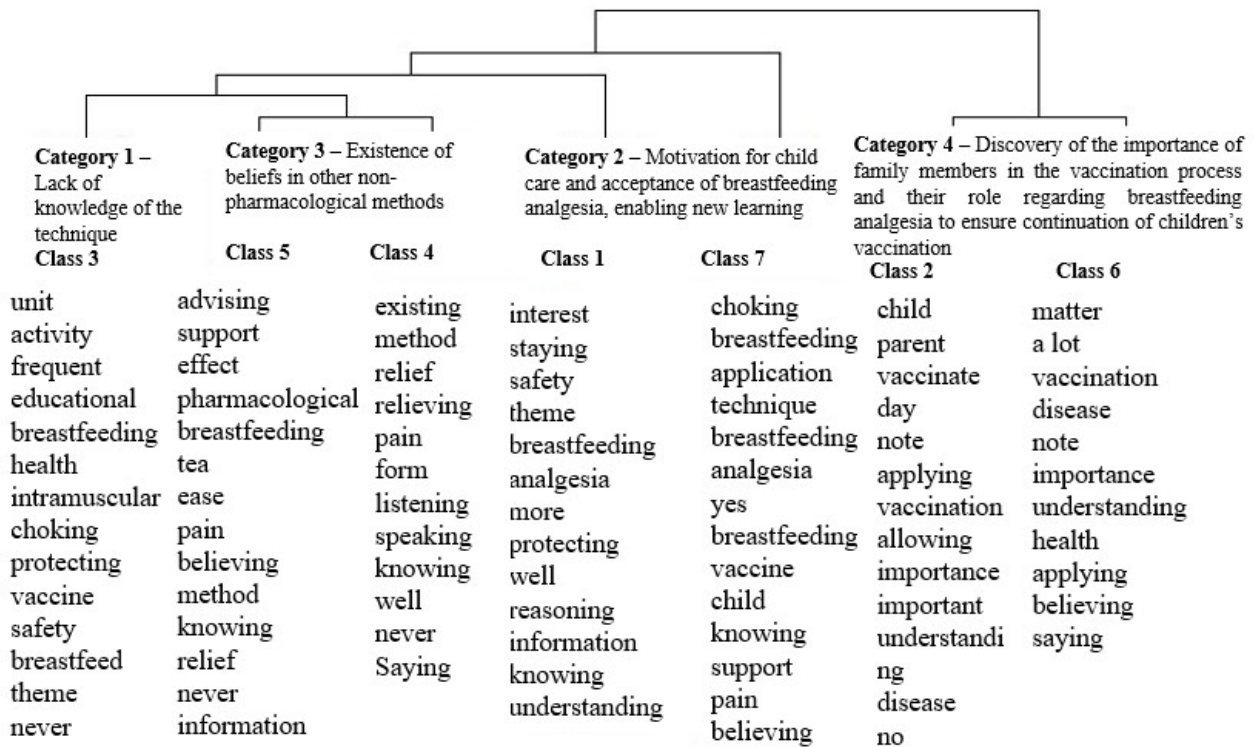 Category 1 –
Lack of
knowledge of the
technique
Class 3
unit
activity
frequent
educational
breastfeeding
health
intramuscular
choking
protecting
vaccine
safety
breastfeed
theme
never
Category 3 – Existence of
beliefs in other non-
pharmacological methods
Class 5
advising
support
effect
pharmacological
breastfeeding
tea
ease
pain
believing
method
knowing
relief
never
information
Class 4
existing
method
relief
relieving
pain
form
listening
speaking
knowing
well
never
Saying
Category 2 – Motivation for child
care and acceptance of breastfeeding
analgesia, enabling new learning
Class 1
interest
staying
safety
theme
breastfeeding
analgesia
more
protecting
well
reasoning
information
knowing
understanding
Class 7
choking
breastfeeding
application
technique
breastfeeding
analgesia
yes
breastfeeding
vaccine
child
knowing
support
pain
believing
Category 4 – Discovery of the importance of
family members in the vaccination process
and their role regarding breastfeeding
analgesia to ensure continuation of children’s
vaccination
Class 2
child
parent
vaccinate
day
note
applying
vaccination
allowing
importance
important
understandi
ng
disease
no
Class 6
matter
a lot
vaccination
disease
note
importance
understanding
health
applying
believing
saying